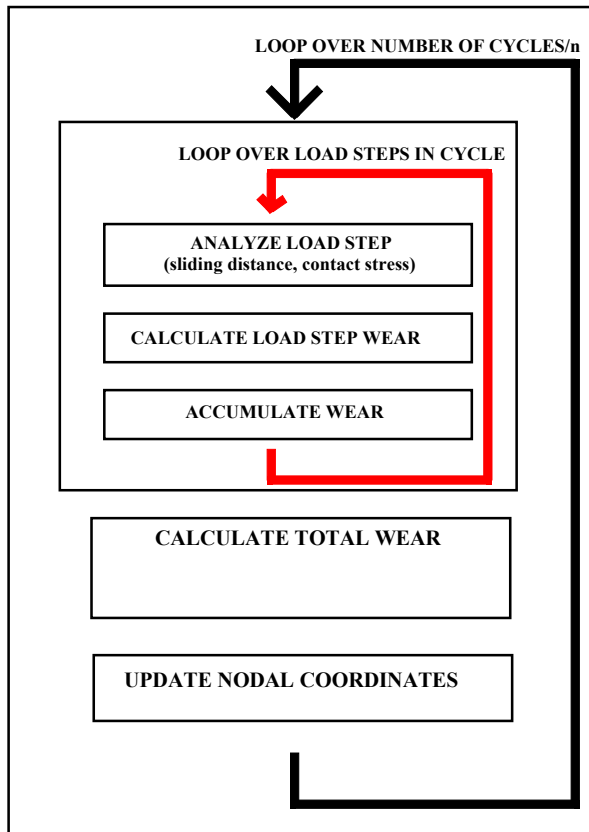 LOOP OVER NUMBER OF CYCLES/n
LOOP OVER LOAD STEPS IN CYCLE
ANALYZE LOAD STEP
(sliding distance, contact stress)
CALCULATE LOAD STEP WEAR
ACCUMULATE WEAR
CALCULATE TOTAL WEAR
UPDATE NODAL COORDINATES